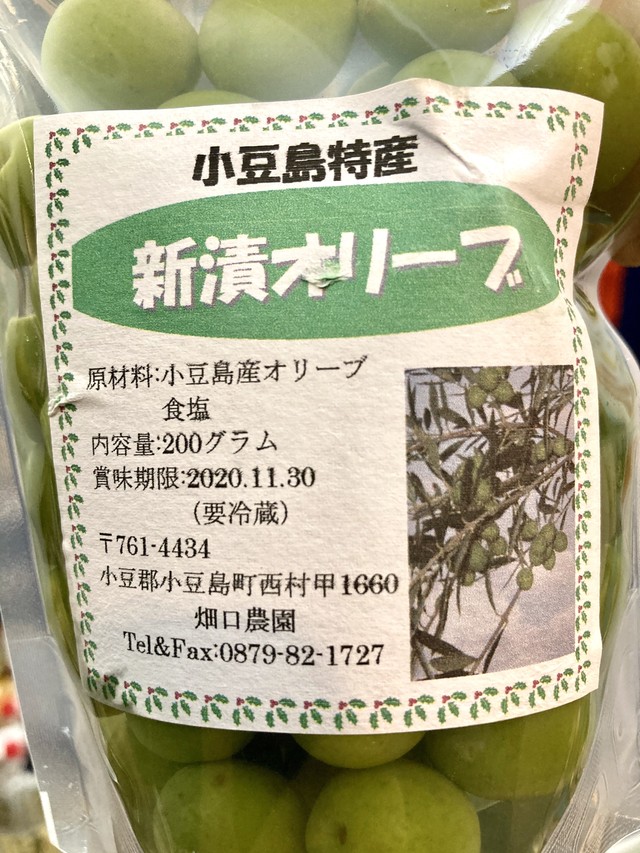 小豆島特産
新漬オリーブ
原材料:小豆島産オリーブ
食塩
内容量:200グラム
賞味期限:2020.11.30
(要冷蔵)
〒761-4434
小豆郡小豆島町西村甲1660
畑口農園
Tel&Fax:0879-82-1727